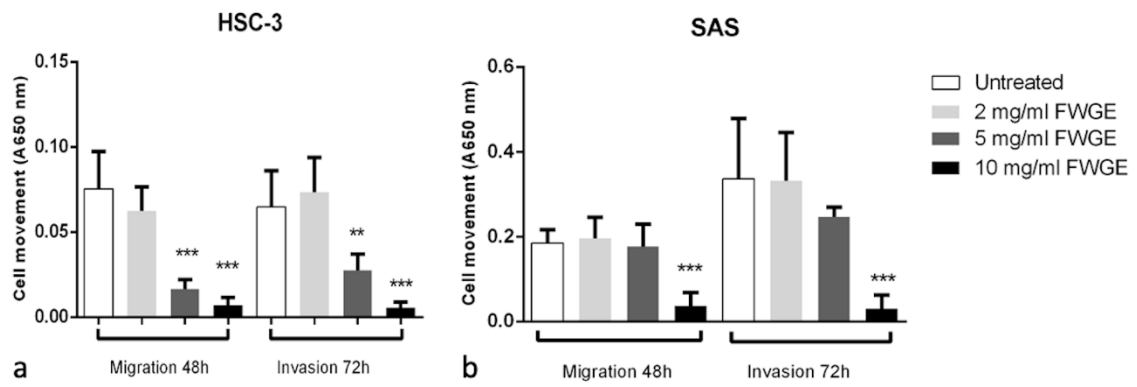 HSC-3
Cell movement (A650 nm)
0.15
0.10
0.05
0.00
***
***
**
***
Migration 48h
Invasion 72h
a
SAS
Cell movement (A650 nm)
0.6
0.4
0.2
0.0
***
***
Migration 48h
Invasion 72h
b
Untreated
2 mg/ml FWGE
5 mg/ml FWGE
10 mg/ml FWGE